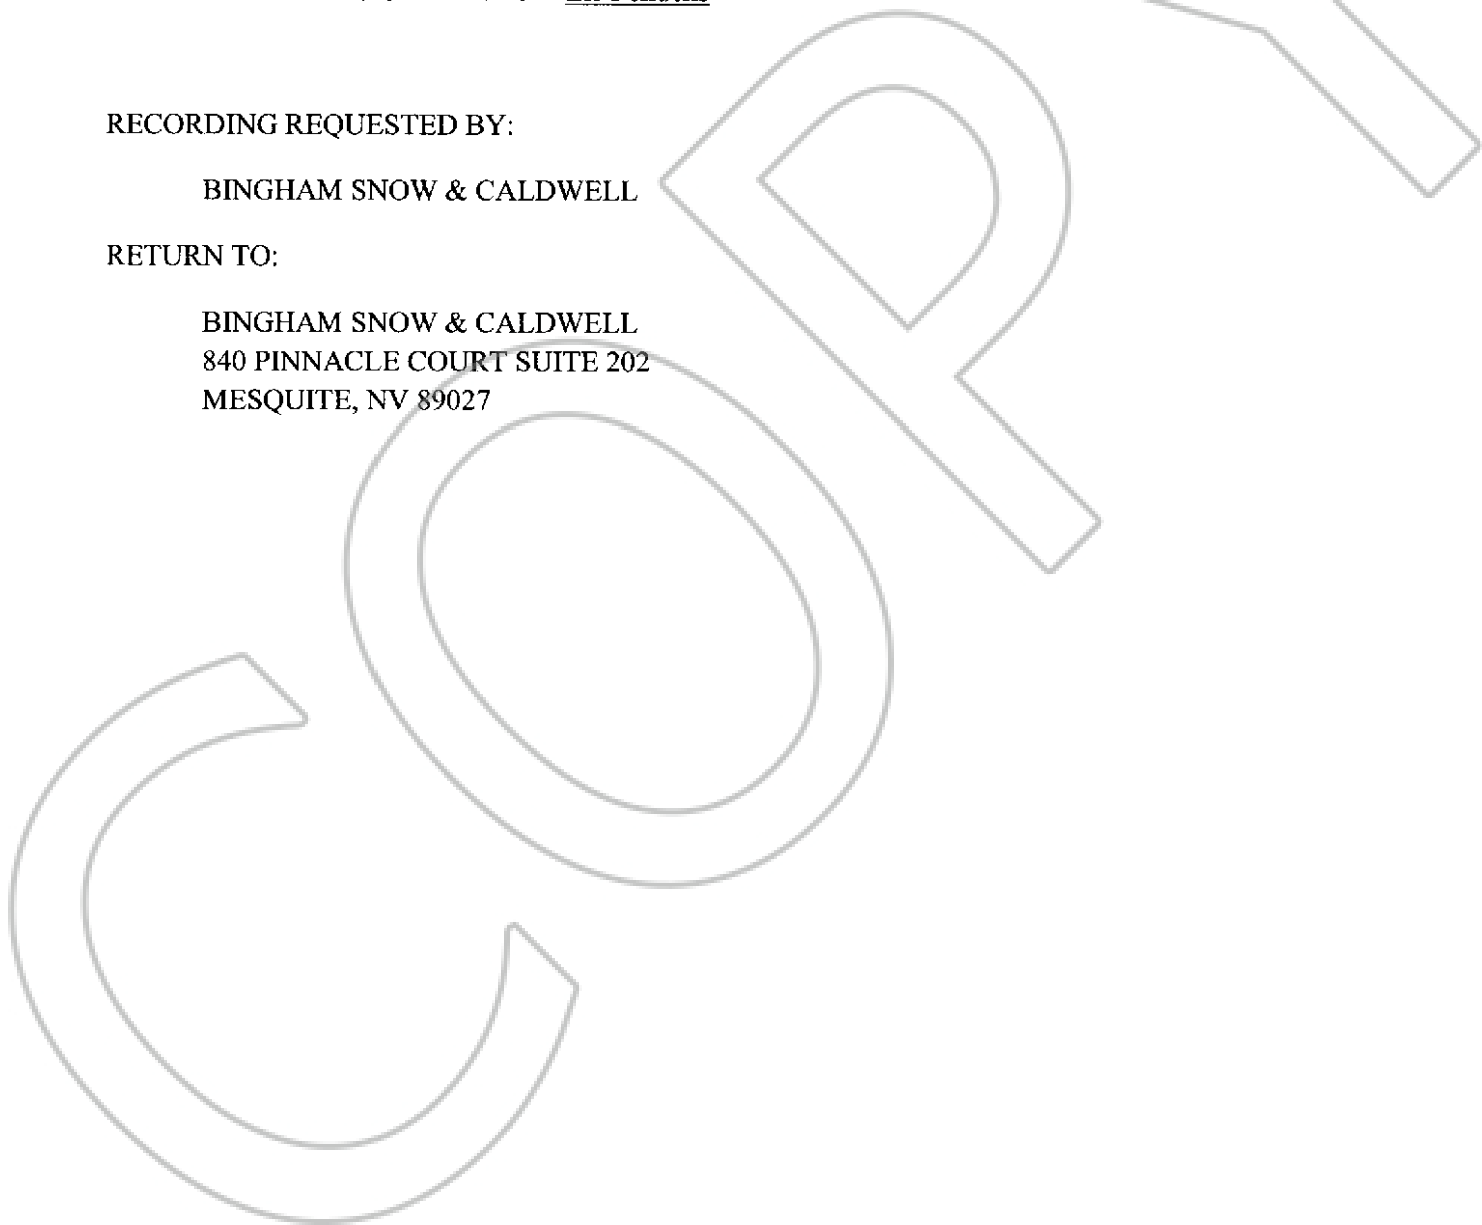 RECORDING REQUESTED BY:
BINGHAM SNOW & CALDWELL
RETURN TO:
BINGHAM SNOW & CALDWELL
840 PINNACLE COURT SUITE 202
MESQUITE, NV 89027
COPY